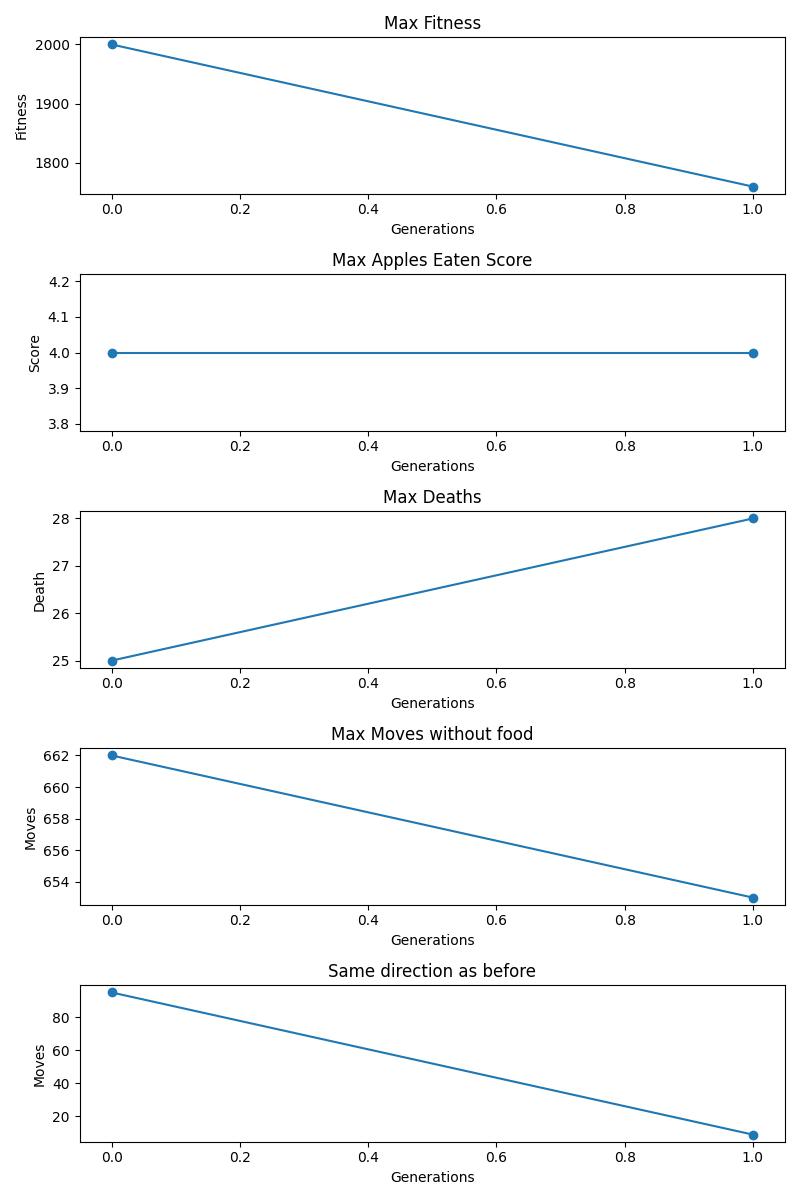 Max Fitness
2000
1900
1800
Fitness
0.0 0.2 0.4 0.6 0.8 1.0
Generations
Max Apples Eaten Score
4.2
4.1
4.0
3.9
3.8
Score
0.0 0.2 0.4 0.6 0.8 1.0
Generations
Max Deaths
28
27
26
25
Death
0.0 0.2 0.4 0.6 0.8 1.0
Generations
Max Moves without food
662
660
658
656
654
Moves
0.0 0.2 0.4 0.6 0.8 1.0
Generations
Same direction as before
80
60
40
20
Moves
0.0 0.2 0.4 0.6 0.8 1.0
Generations